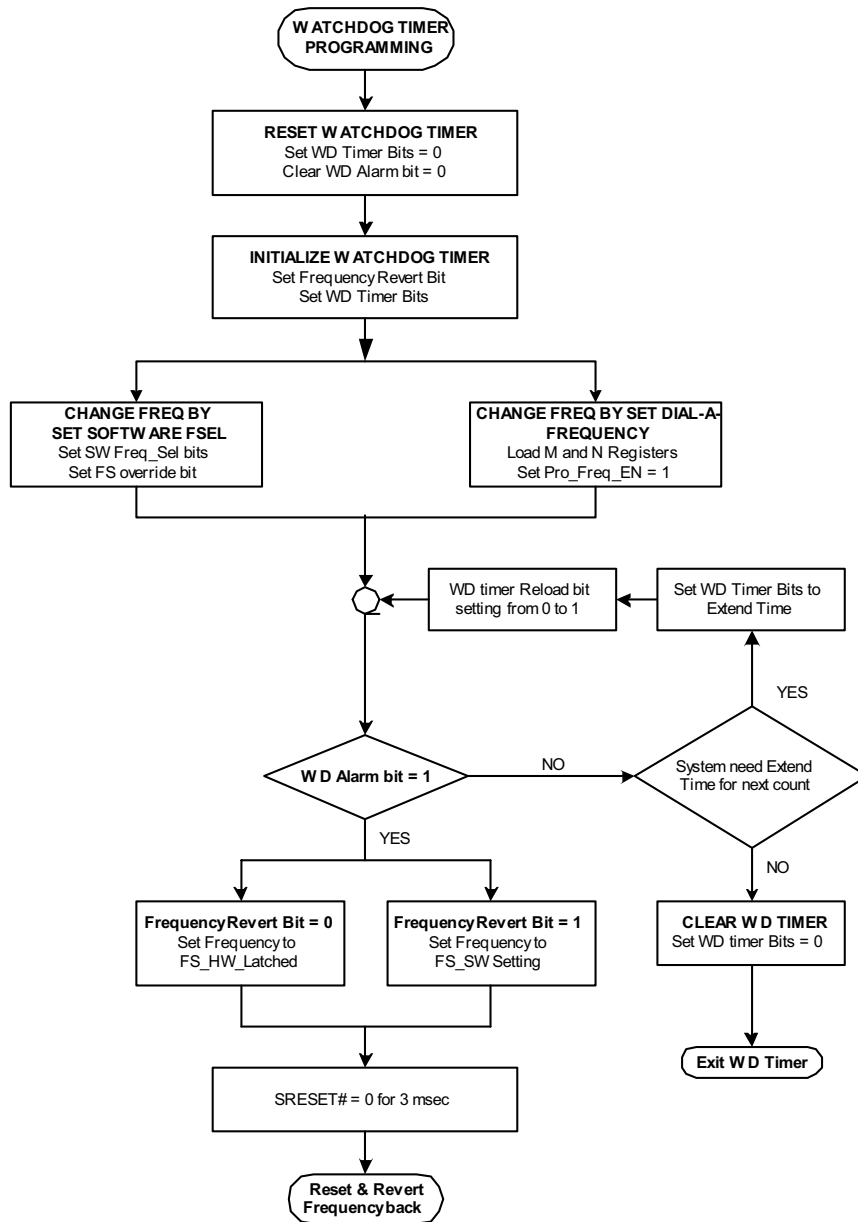 WATCHDOG TIMER
PROGRAMMING
RESET WATCHDOG TIMER
Set WD Timer Bits = 0
Clear WD Alarm bit = 0
INITIALIZE WATCHDOG TIMER
Set Frequency Revert Bit
Set WD Timer Bits
CHANGE FREQ BY
SET SOFTWARE FSEL
Set SW Freq_Sel bits
Set FS override bit
CHANGE FREQ BY SET DIAL-A-
FREQUENCY
Load M and N Registers
Set Pro_Freq_EN = 1
WD timer Reload bit
setting from 0 to 1
Set WD Timer Bits to
Extend Time
YES
WD Alarm bit = 1
NO
System need Extend
Time for next count
YES
NO
Frequency Revert Bit = 0
Set Frequency to
FS_HW_Latched
Frequency Revert Bit = 1
Set Frequency to
FS_SW Setting
CLEAR WD TIMER
Set WD timer Bits = 0
Exit WD Timer
SRESET# = 0 for 3 msec
Reset & Revert
Frequency back